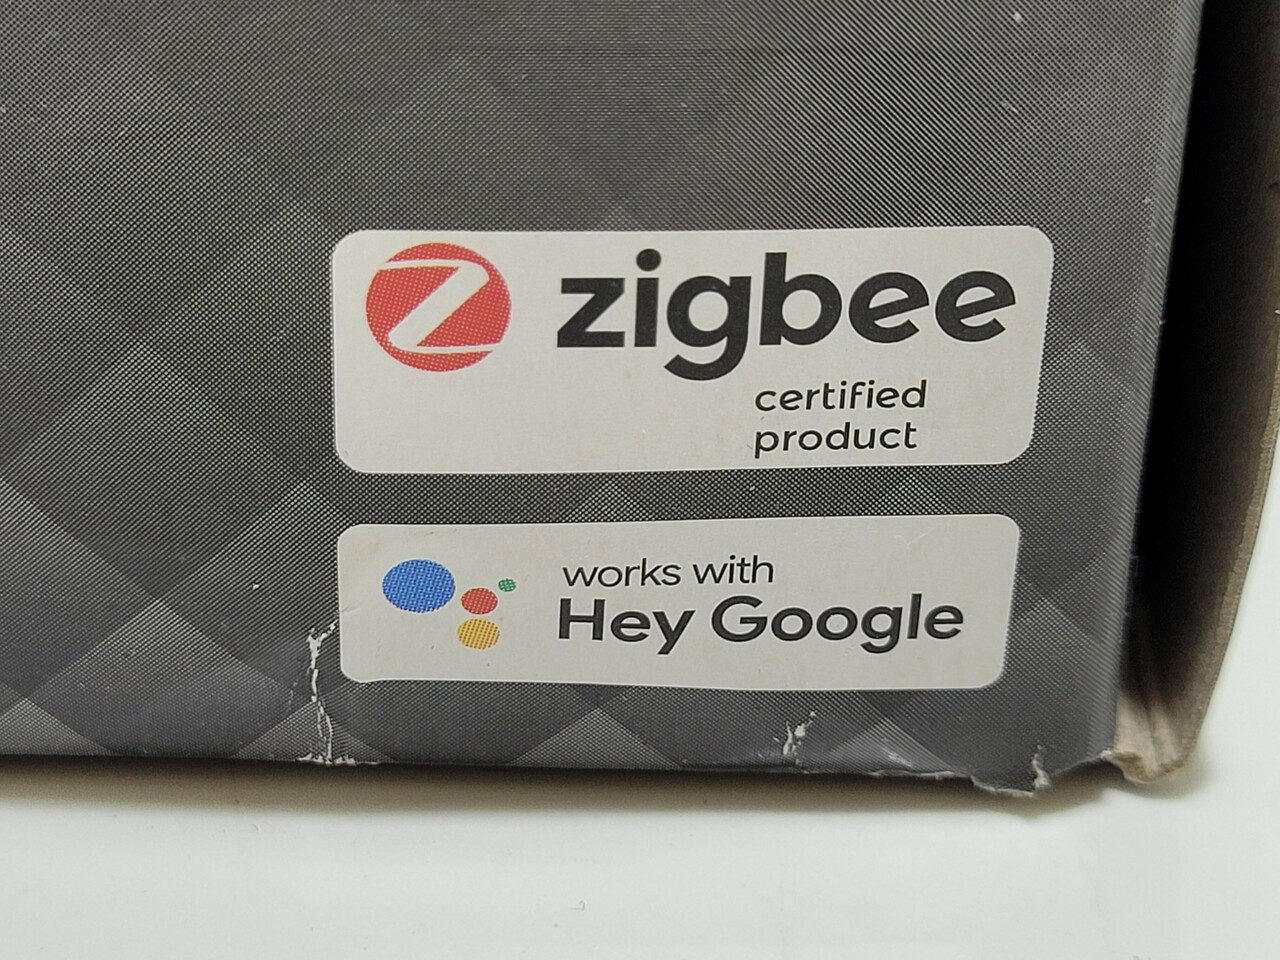 zigbee
certified
product
works with
Hey Google